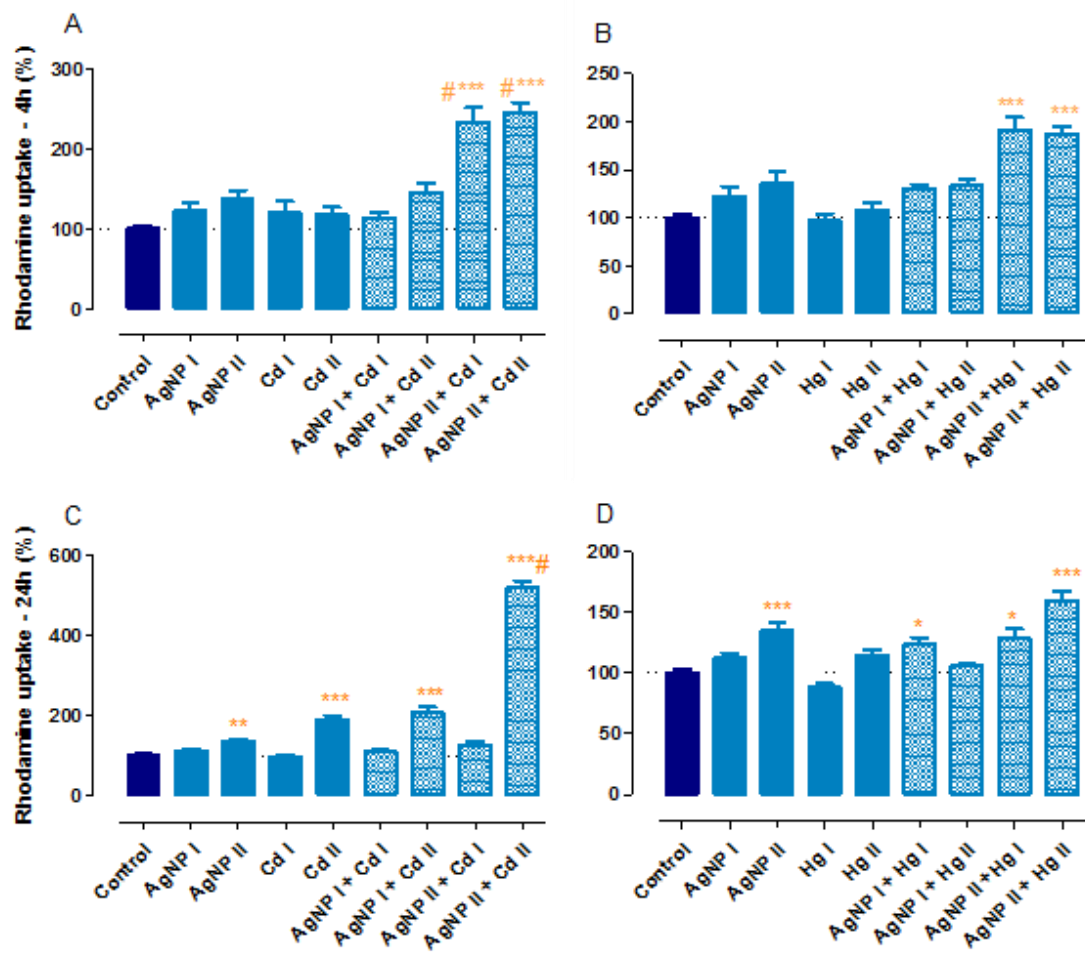 A
Rhodamine uptake - 4h (%)
300
200
100
0
#*** #***
Control
AgNP I
AgNP II
Cd I
Cd II
AgNP I + Cd I
AgNP I + Cd II
AgNP II + Cd I
AgNP II + Cd II
B
250
200
150
100
50
0
*** ***
Control
AgNP I
AgNP II
Hg I
Hg II
AgNP I + Hg I
AgNP I + Hg II
AgNP II + Hg I
AgNP II + Hg II
C
Rhodamine uptake - 24h (%)
600
400
200
0
** *** *** ***#
Control
AgNP I
AgNP II
Cd I
Cd II
AgNP I + Cd I
AgNP I + Cd II
AgNP II + Cd I
AgNP II + Cd II
D
200
150
100
50
0
*** * * ***
Control
AgNP I
AgNP II
Hg I
Hg II
AgNP I + Hg I
AgNP I + Hg II
AgNP II + Hg I
AgNP II + Hg II